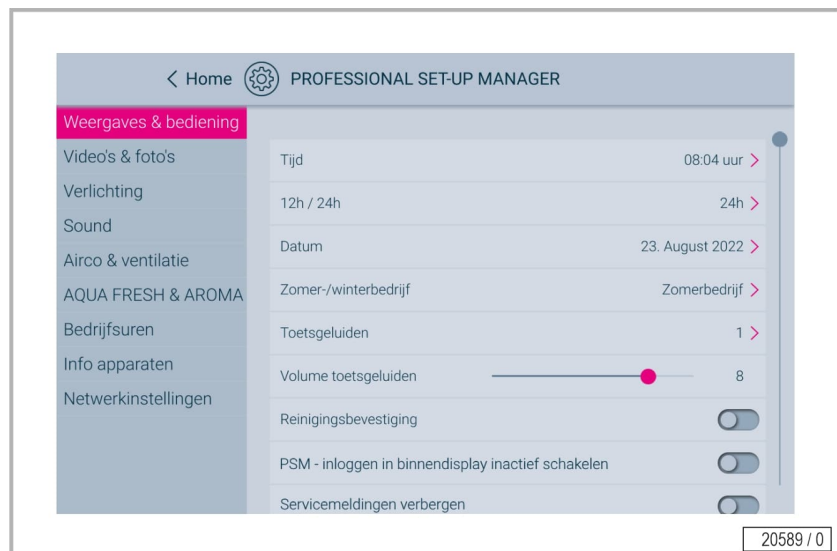 Home PROFESSIONAL SET-UP MANAGER
Weergaves & bediening
Video's & foto's
Verlichting
Sound
Airco & ventilatie
AQUA FRESH & AROMA
Bedrijfsuren
Info apparaten
Netwerkinstellingen
Tijd 08:04 uur
12h / 24h 24h
Datum 23. August 2022
Zomer-/winterbedrijf Zomerbedrijf
Toetsgeluiden 1
Volume toetsgeluiden 8
Reinigingsbevestiging
PSM - inloggen in binnendisplay inactief schakelen
Servicemeldingen verbergen
20589 / 0